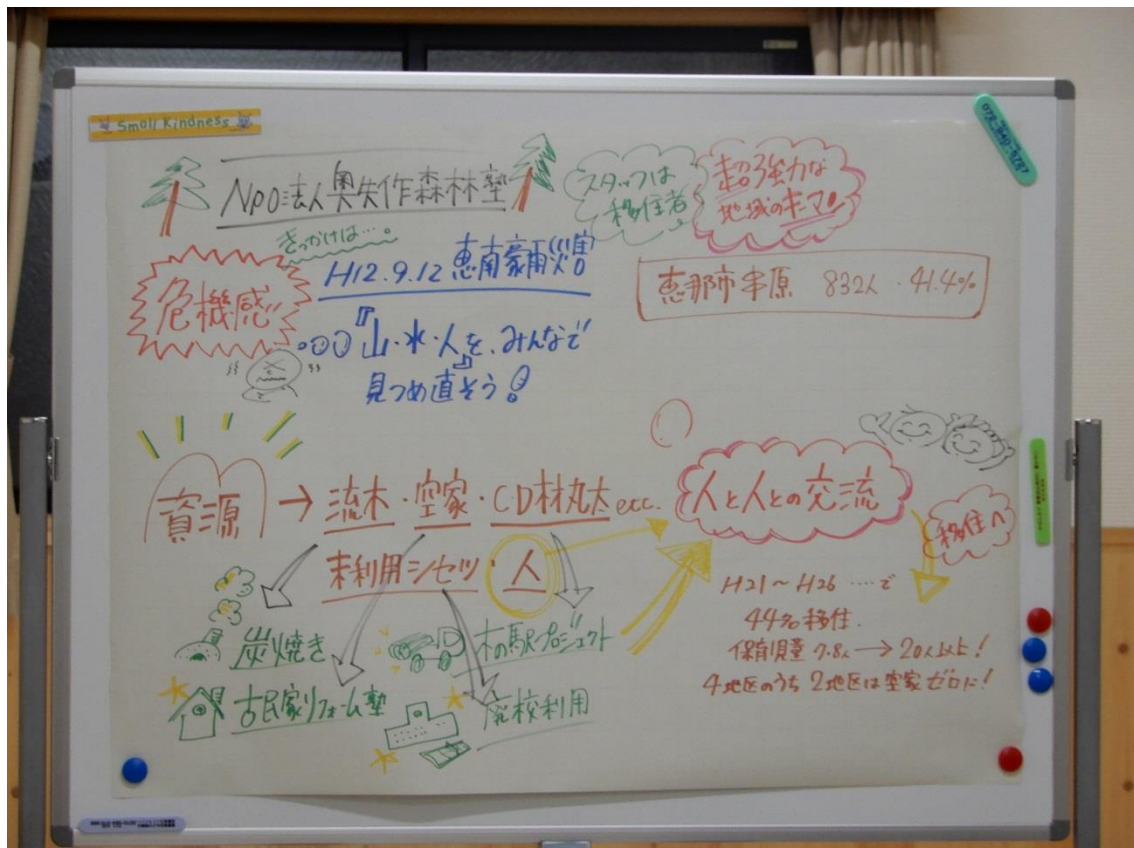 Small Kindness
NPO法人奥矢作森林塾
スタッフは
移住者
超強力な
地域のキーマン!
きっかけは…。
危機感
H12.9.12 恵南豪雨災害
恵那市串原 832人・41.4%
『山・水・人』を、みんなで
見つめ直そう!
資源 → 流木・空家・CD材丸太 etc.
未利用シセツ・人
人と人との交流
移住へ
炭焼き
木の駅プロジェクト
古民家リフォーム塾
廃校利用
H21〜H26 ……で
44名移住.
保育児童 7.8人 → 20人以上!
4地区のうち 2地区は空家ゼロに!